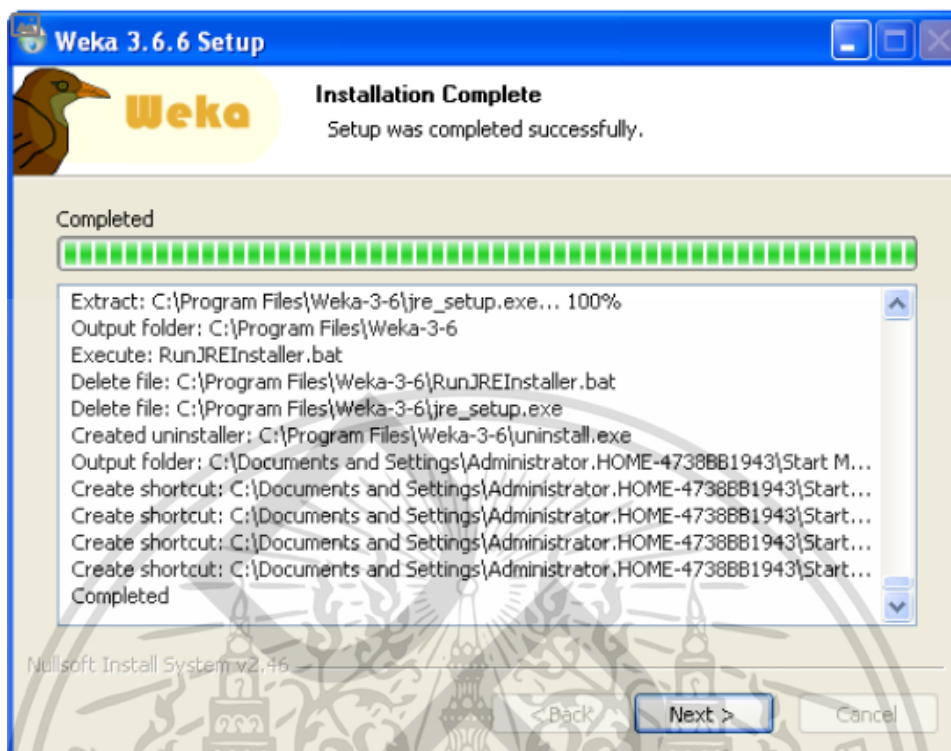 Weka 3.6.6 Setup
Weka
Installation Complete
Setup was completed successfully.
Completed
Extract: C:\Program Files\Weka-3-6\jre_setup.exe... 100%
Output folder: C:\Program Files\Weka-3-6
Execute: RunJREInstaller.bat
Delete file: C:\Program Files\Weka-3-6\RunJREInstaller.bat
Delete file: C:\Program Files\Weka-3-6\jre_setup.exe
Created uninstaller: C:\Program Files\Weka-3-6\uninstall.exe
Output folder: C:\Documents and Settings\Administrator.HOME-4738BB1943\Start M...
Create shortcut: C:\Documents and Settings\Administrator.HOME-4738BB1943\Start...
Create shortcut: C:\Documents and Settings\Administrator.HOME-4738BB1943\Start...
Create shortcut: C:\Documents and Settings\Administrator.HOME-4738BB1943\Start...
Create shortcut: C:\Documents and Settings\Administrator.HOME-4738BB1943\Start...
Completed
Nullsoft Install System v2.46
< Back
Next >
Cancel